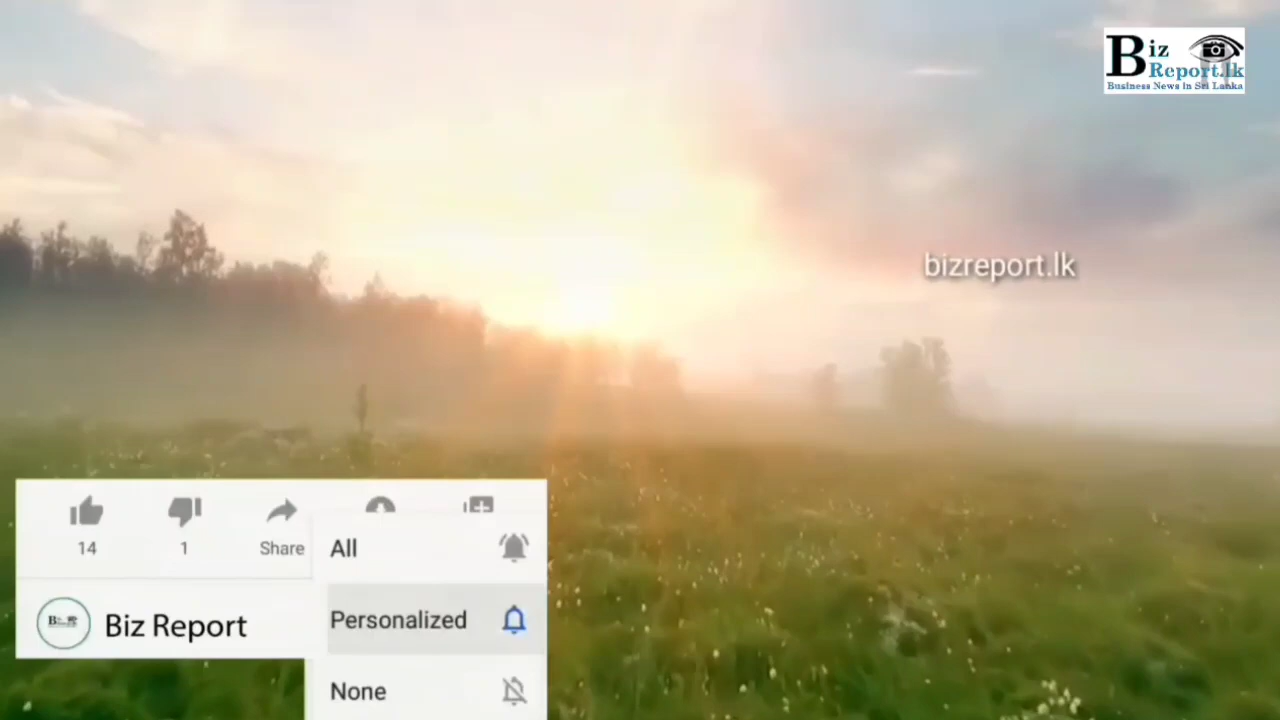 Biz
Report.lk
Business News in Sri Lanka
bizreport.lk
14
1
Share
All
Biz Report
Personalized
None